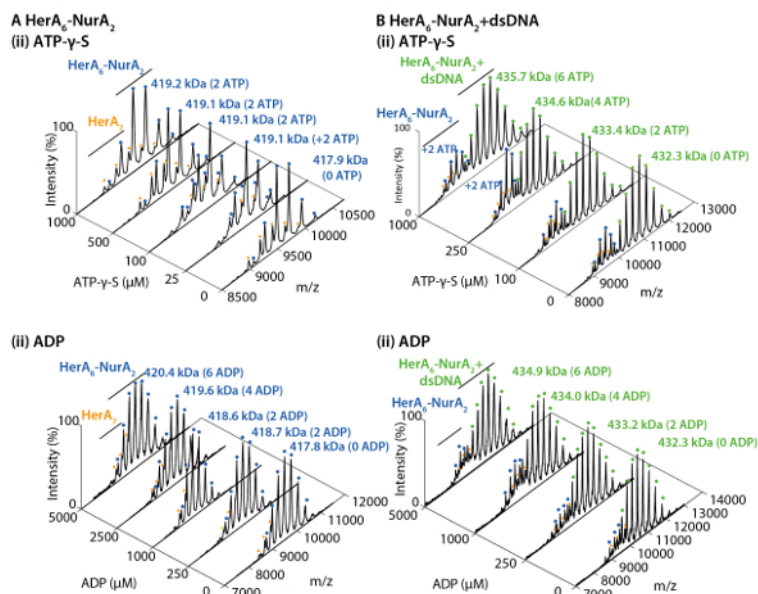 A HerA6-NurA2
(ii) ATP-γ-S
HerA6-NurA2
419.2 kDa (2 ATP)
419.1 kDa (2 ATP)
419.1 kDa (2 ATP)
419.1 kDa (+2 ATP)
417.9 kDa
(0 ATP)
HerA7
100
Intensity (%)
0
1000
500
100
25
0
ATP-γ-S (μM)
8500
9000
9500
10000
10500
m/z
B HerA6-NurA2+dsDNA
(ii) ATP-γ-S
HerA6-NurA2+
dsDNA
435.7 kDa (6 ATP)
434.6 kDa(4 ATP)
433.4 kDa (2 ATP)
432.3 kDa (0 ATP)
HerA6-NurA2
+2 ATP
+2 ATP
100
Intensity (%)
0
1000
250
100
0
ATP-γ-S (μM)
8000
9000
10000
11000
12000
13000
m/z
(ii) ADP
HerA6-NurA2
420.4 kDa (6 ADP)
419.6 kDa (4 ADP)
418.6 kDa (2 ADP)
418.7 kDa (2 ADP)
417.8 kDa (0 ADP)
HerA7
100
Intensity (%)
0
5000
2500
1000
250
0
ADP (μM)
7000
8000
9000
10000
11000
12000
m/z
(ii) ADP
HerA6-NurA2+
dsDNA
434.9 kDa (6 ADP)
434.0 kDa (4 ADP)
433.2 kDa (2 ADP)
432.3 kDa (0 ADP)
HerA6-NurA2
100
Intensity (%)
0
5000
1000
250
0
ADP (μM)
7000
8000
9000
10000
11000
12000
13000
14000
m/z